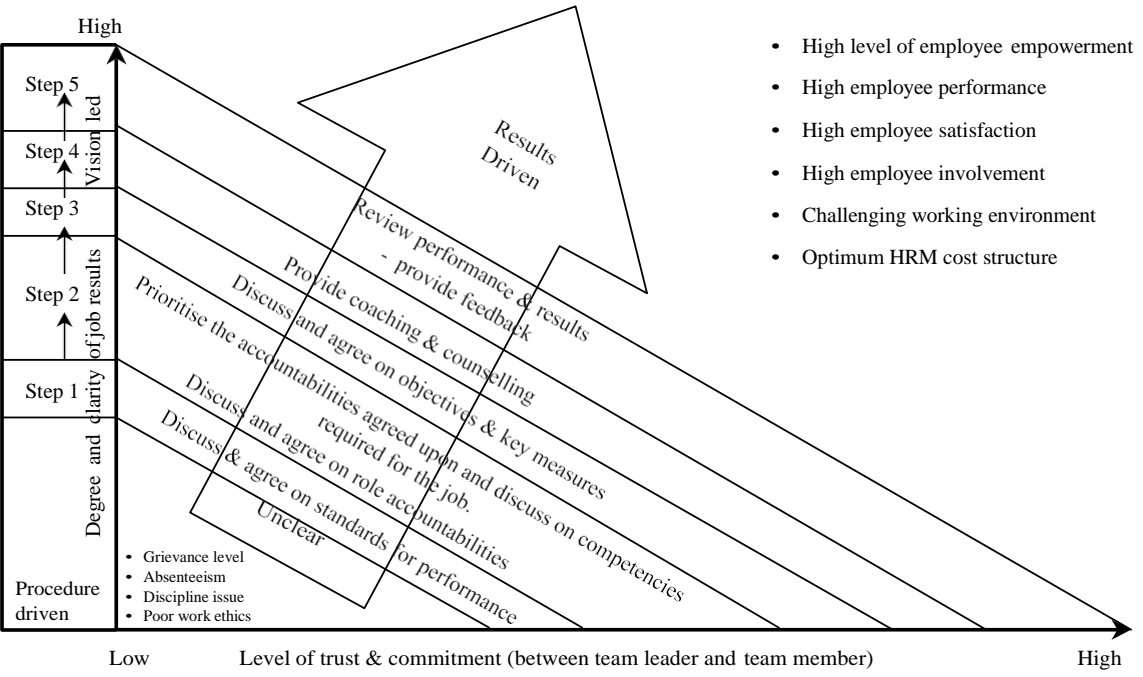 High
Step 5
Step 4
Step 3
Step 2
Step 1
Procedure
driven
Degree and clarity of job results
Vision led
Results
Driven
Review performance & results
- provide feedback
Provide coaching & counselling
Discuss and agree on objectives & key measures
Prioritise the accountabilities agreed upon and discuss on competencies
required for the job.
Discuss and agree on role accountabilities
Discuss & agree on standards for performance
Unclear
• Grievance level
• Absenteeism
• Discipline issue
• Poor work ethics
• High level of employee empowerment
• High employee performance
• High employee satisfaction
• High employee involvement
• Challenging working environment
• Optimum HRM cost structure
Low
Level of trust & commitment (between team leader and team member)
High